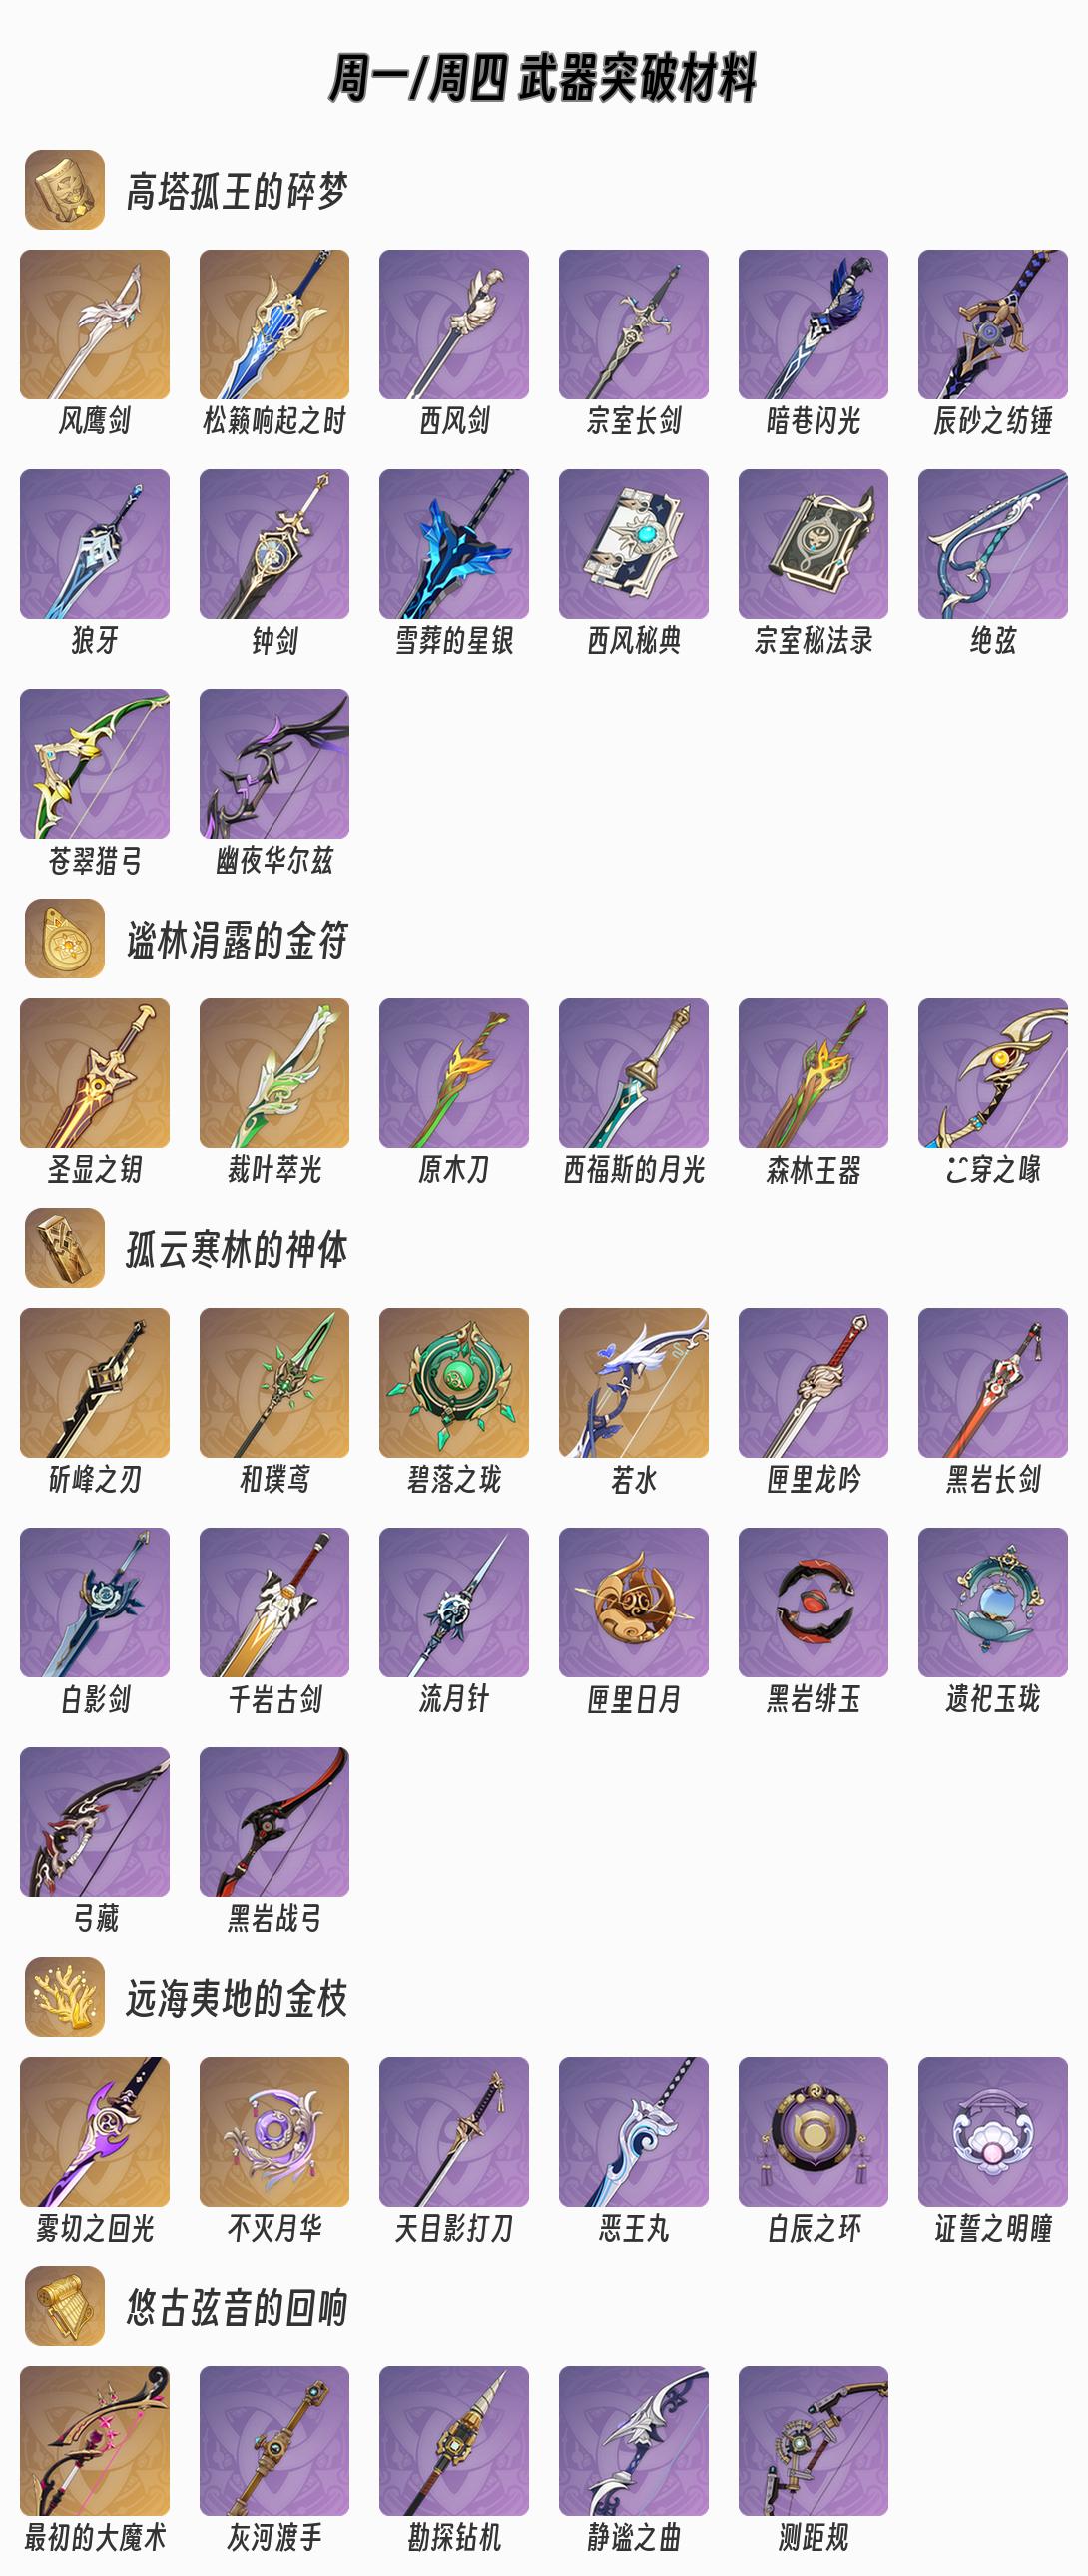 周一/周四 武器突破材料
高塔孤王的碎梦
风鹰剑 松籁响起之时 西风剑 宗室长剑 暗巷闪光 辰砂之纺锤
狼牙 钟剑 雪葬的星银 西风秘典 宗室秘法录 绝弦
苍翠猎弓 幽夜华尔兹
谧林涓露的金符
圣显之钥 裁叶萃光 原木刀 西福斯的月光 森林王器 穿之喙
孤云寒林的神体
斫峰之刃 和璞鸢 碧落之珑 若水 匣里龙吟 黑岩长剑
白影剑 千岩古剑 流月针 匣里日月 黑岩绯玉 遗祀玉珑
弓藏 黑岩战弓
远海夷地的金枝
雾切之回光 不灭月华 天目影打刀 恶王丸 白辰之环 证誓之明瞳
悠古弦音的回响
最初的大魔术 灰河渡手 勘探钻机 静谧之曲 测距规